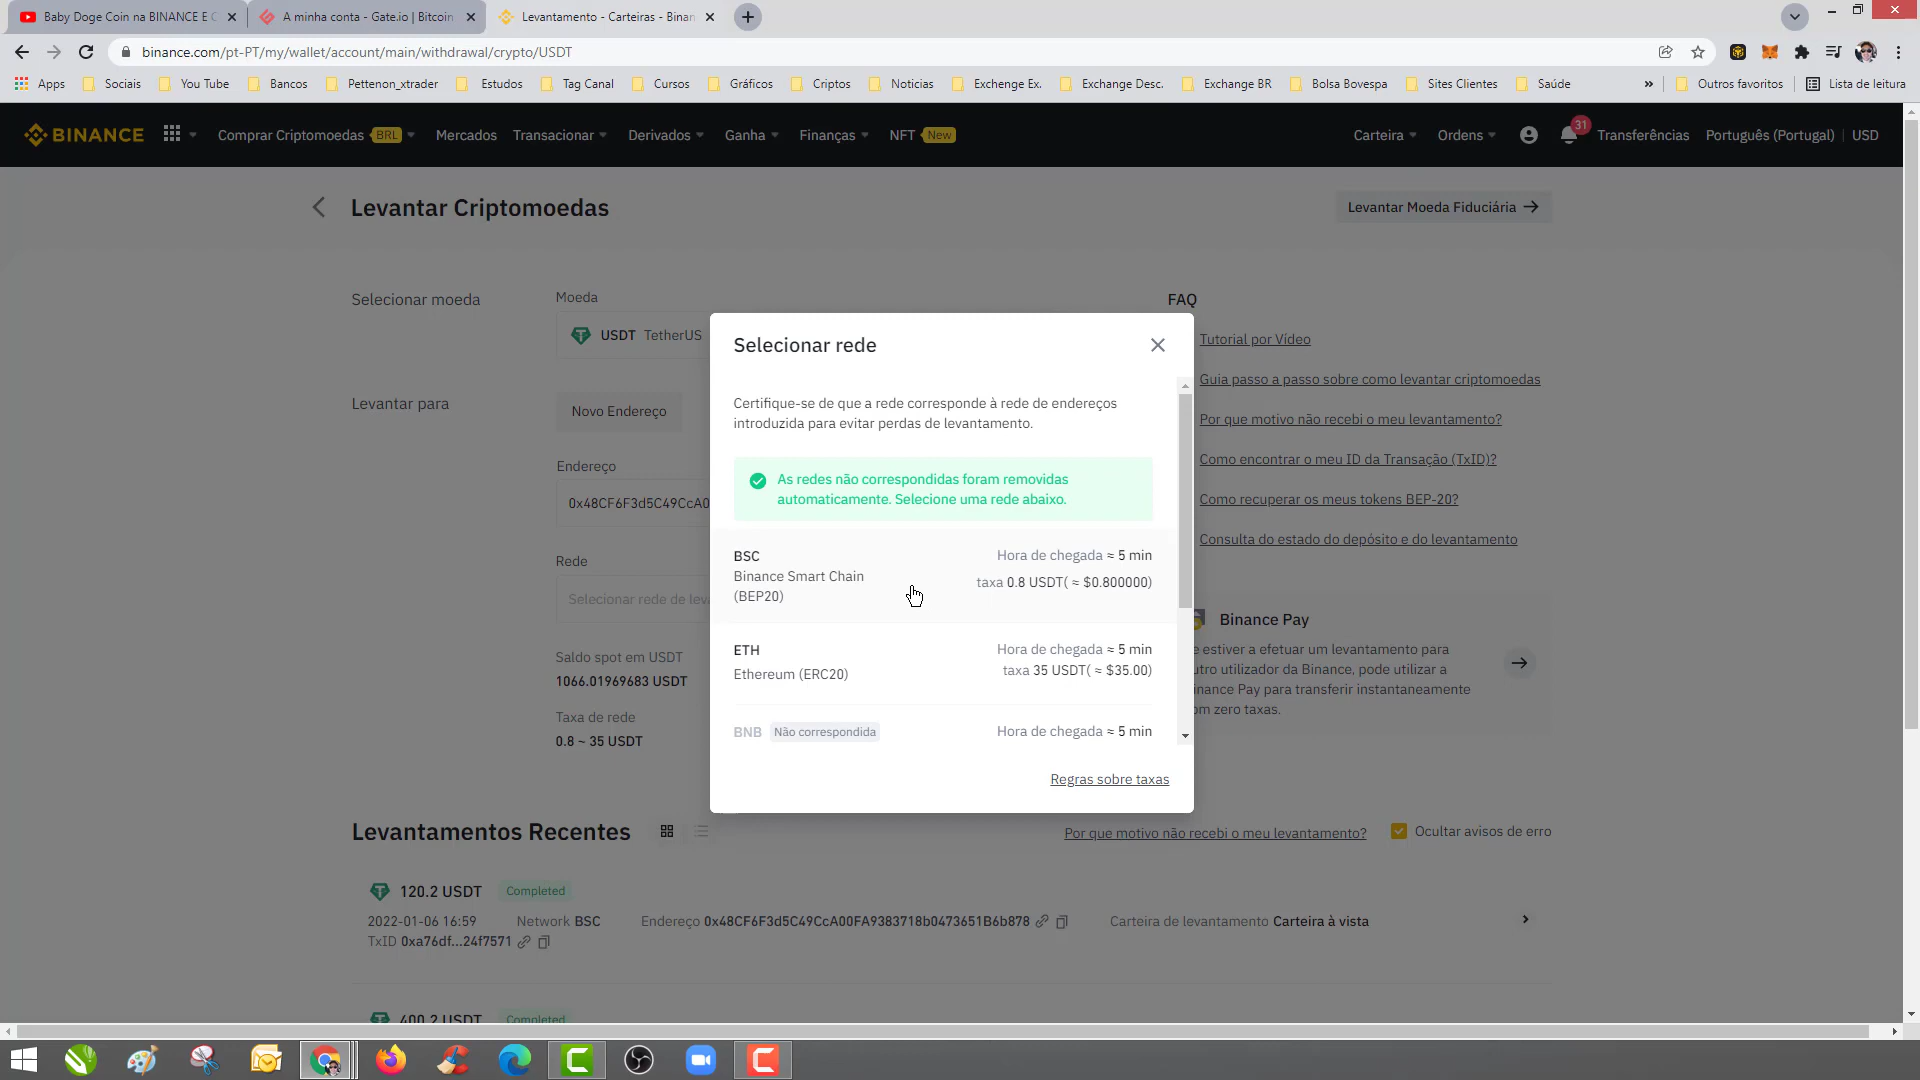 Baby Doge Coin na BINANCE E C
A minha conta - Gate.io | Bitcoin
Levantamento - Carteiras - Binan
binance.com/pt-PT/my/wallet/account/main/withdrawal/crypto/USDT
Apps Sociais You Tube Bancos Pettenon_xtrader Estudos Tag Canal Cursos Gráficos Criptos Noticias Exchenge Ex. Exchange Desc. Exchange BR Bolsa Bovespa Sites Clientes Saúde » Outros favoritos Lista de leitura
BINANCE Comprar Criptomoedas BRL Mercados Transacionar Derivados Ganha Finanças NFT New Carteira Ordens 31 Transferências Português (Portugal) | USD
Levantar Criptomoedas
Levantar Moeda Fiduciária
Selecionar moeda
Moeda
USDT TetherUS
Levantar para
Novo Endereço
Endereço
0x48CF6F3d5C49CcA0
Rede
Selecionar rede de lev
Saldo spot em USDT
1066.01969683 USDT
Taxa de rede
0.8 ~ 35 USDT
Selecionar rede
Certifique-se de que a rede corresponde à rede de endereços
introduzida para evitar perdas de levantamento.
As redes não correspondidas foram removidas
automaticamente. Selecione uma rede abaixo.
BSC
Binance Smart Chain
(BEP20)
Hora de chegada ≈ 5 min
taxa 0.8 USDT( ≈ $0.800000)
ETH
Ethereum (ERC20)
Hora de chegada ≈ 5 min
taxa 35 USDT( ≈ $35.00)
BNB Não correspondida
Hora de chegada ≈ 5 min
Regras sobre taxas
FAQ
Tutorial por Vídeo
Guia passo a passo sobre como levantar criptomoedas
Por que motivo não recebi o meu levantamento?
Como encontrar o meu ID da Transação (TxID)?
Como recuperar os meus tokens BEP-20?
Consulta do estado do depósito e do levantamento
Binance Pay
e estiver a efetuar um levantamento para
utro utilizador da Binance, pode utilizar a
inance Pay para transferir instantaneamente
om zero taxas.
Levantamentos Recentes
Por que motivo não recebi o meu levantamento?
Ocultar avisos de erro
120.2 USDT Completed
2022-01-06 16:59 Network BSC Endereço 0x48CF6F3d5C49CcA00FA9383718b0473651B6b878 Carteira de levantamento Carteira à vista
TxID 0xa76df...24f7571
400.2 USDT Completed